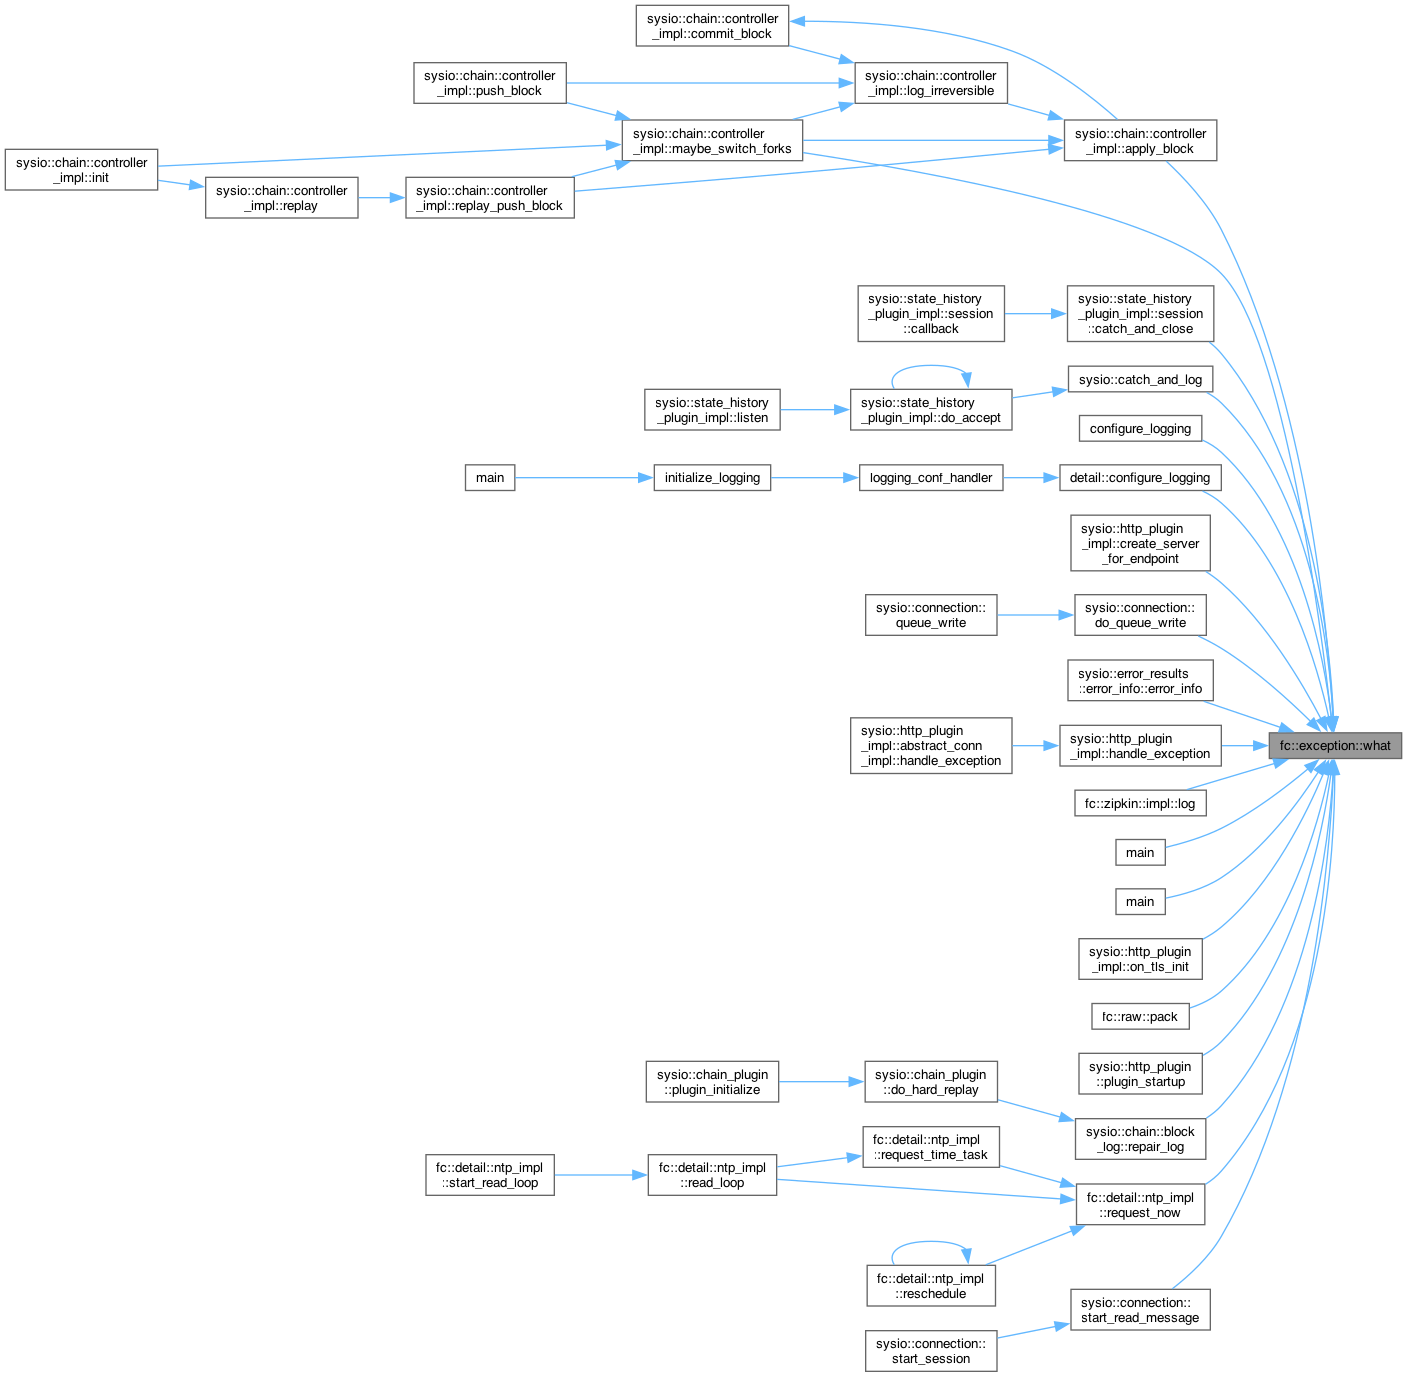 sysio::chain::controller
_impl::commit_block
sysio::chain::controller
_impl::push_block
sysio::chain::controller
_impl::log_irreversible
sysio::chain::controller
_impl::maybe_switch_forks
sysio::chain::controller
_impl::apply_block
sysio::chain::controller
_impl::init
sysio::chain::controller
_impl::replay
sysio::chain::controller
_impl::replay_push_block
sysio::state_history
_plugin_impl::session
::callback
sysio::state_history
_plugin_impl::session
::catch_and_close
sysio::catch_and_log
sysio::state_history
_plugin_impl::listen
sysio::state_history
_plugin_impl::do_accept
configure_logging
main
initialize_logging
logging_conf_handler
detail::configure_logging
sysio::http_plugin
_impl::create_server
_for_endpoint
sysio::connection::
queue_write
sysio::connection::
do_queue_write
sysio::error_results
::error_info::error_info
sysio::http_plugin
_impl::abstract_conn
_impl::handle_exception
sysio::http_plugin
_impl::handle_exception
fc::exception::what
fc::zipkin::impl::log
main
main
sysio::http_plugin
_impl::on_tls_init
fc::raw::pack
sysio::http_plugin
::plugin_startup
sysio::chain_plugin
::plugin_initialize
sysio::chain_plugin
::do_hard_replay
sysio::chain::block
_log::repair_log
fc::detail::ntp_impl
::request_time_task
fc::detail::ntp_impl
::start_read_loop
fc::detail::ntp_impl
::read_loop
fc::detail::ntp_impl
::request_now
fc::detail::ntp_impl
::reschedule
sysio::connection::
start_read_message
sysio::connection::
start_session